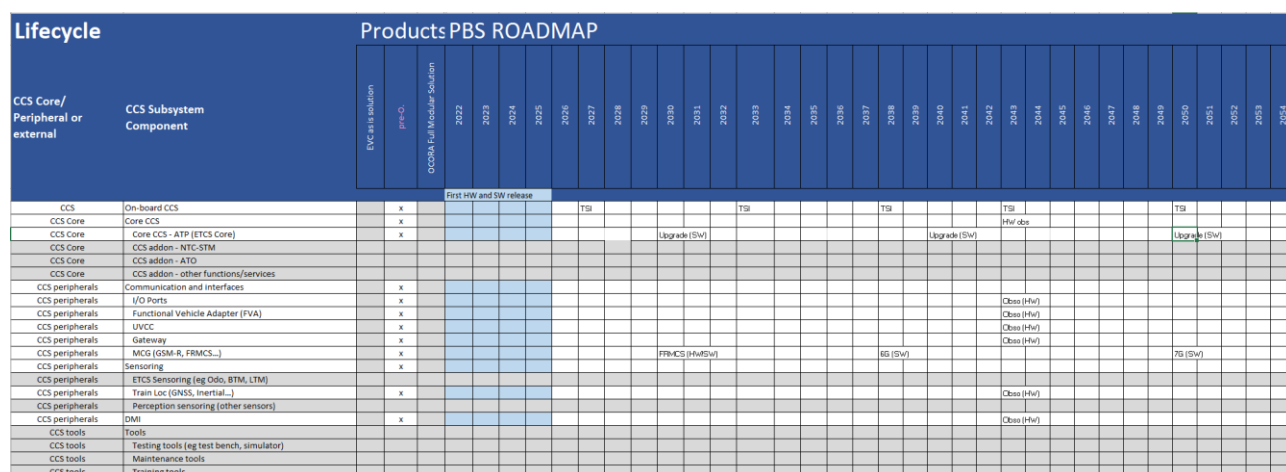 Lifecycle Products PBS ROADMAP
CCS Core/ Peripheral or external CCS Subsystem Component EVC as is solution pre-O. OCORA Full Modular Solution 2022 2023 2024 2025 2026 2027 2028 2029 2030 2031 2032 2033 2034 2035 2036 2037 2038 2039 2040 2041 2042 2043 2044 2045 2046 2047 2048 2049 2050 2051 2052 2053 2054
First HW and SW release
CCS On-board CCS x TSI TSI TSI TSI TSI
CCS Core Core CCS x HW obs
CCS Core Core CCS - ATP (ETCS Core) x Upgrade (SW) Upgrade (SW) Upgrade (SW)
CCS Core CCS addon - NTC-STM
CCS Core CCS addon - ATO
CCS Core CCS addon - other functions/services
CCS peripherals Communication and interfaces x
CCS peripherals I/O Ports x Obso (HW)
CCS peripherals Functional Vehicle Adapter (FVA) x Obso (HW)
CCS peripherals UVCC x Obso (HW)
CCS peripherals Gateway x Obso (HW)
CCS peripherals MCG (GSM-R, FRMCS...) x FRMCS (HW/SW) 6G (SW) 7G (SW)
CCS peripherals Sensoring x
CCS peripherals ETCS Sensoring (eg Odo, BTM, LTM)
CCS peripherals Train Loc (GNSS, Inertial...) x Obso (HW)
CCS peripherals Perception sensoring (other sensors)
CCS peripherals DMI x Obso (HW)
CCS tools Tools
CCS tools Testing tools (eg test bench, simulator)
CCS tools Maintenance tools
CCS tools Training tools